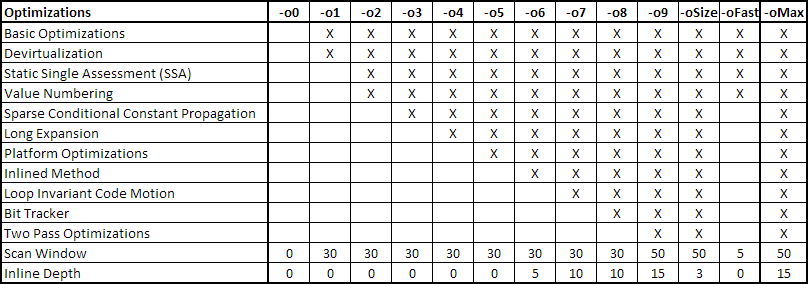 Optimizations -o0 -o1 -o2 -o3 -o4 -o5 -o6 -o7 -o8 -o9 -oSize -oFast -oMax
Basic Optimizations X X X X X X X X X X X X
Devirtualization X X X X X X X X X X X X
Static Single Assessment (SSA) X X X X X X X X X X X
Value Numbering X X X X X X X X X X X
Sparse Conditional Constant Propagation X X X X X X X X X
Long Expansion X X X X X X X X
Platform Optimizations X X X X X X X
Inlined Method X X X X X X
Loop Invariant Code Motion X X X X X
Bit Tracker X X X X
Two Pass Optimizations X X X
Scan Window 0 30 30 30 30 30 30 30 30 50 50 5 50
Inline Depth 0 0 0 0 0 0 5 10 10 15 3 0 15